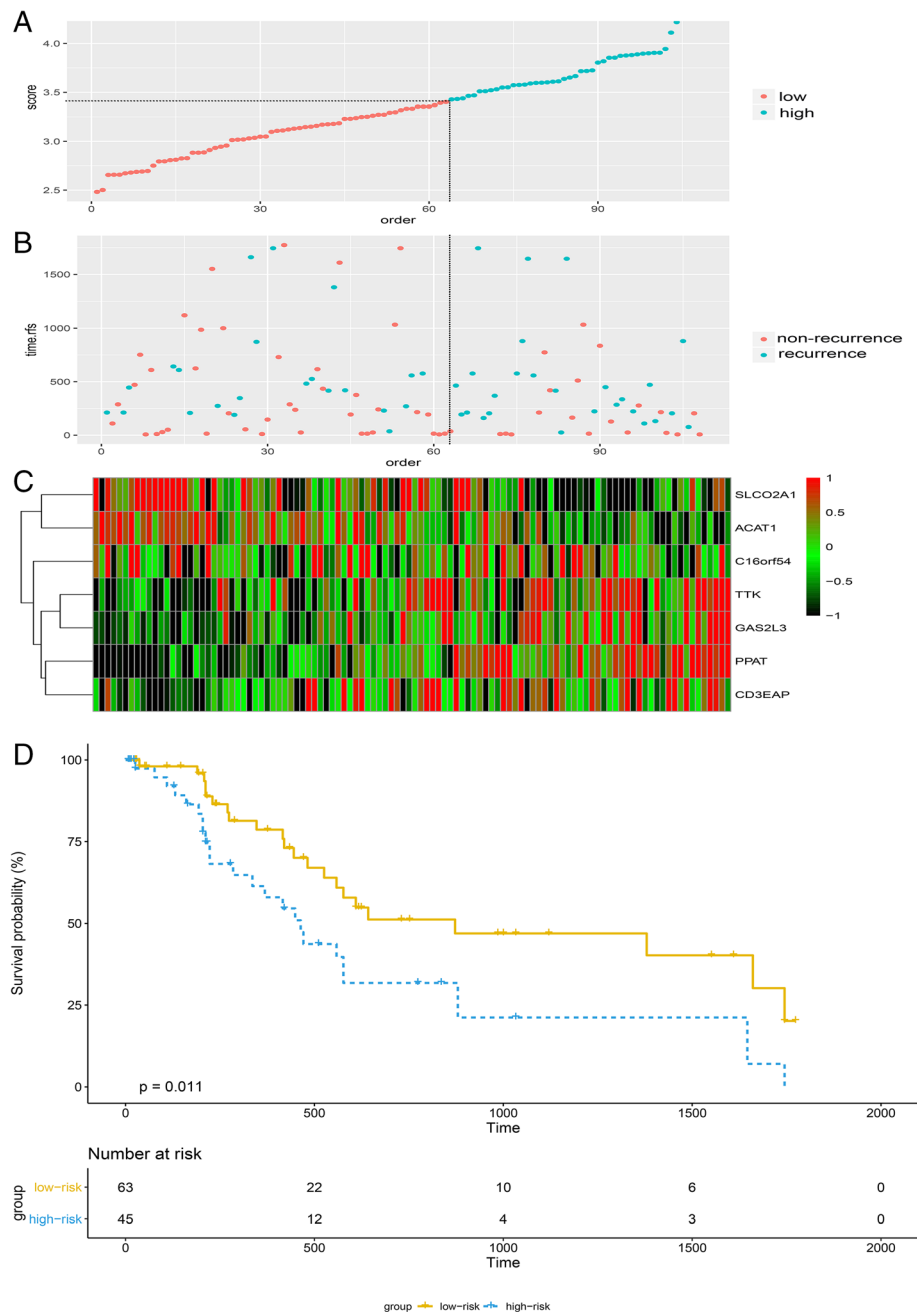 A
4.0
3.5
3.0
2.5
score
0 30 60 90
order
low
high
B
1500
1000
500
0
time.rfs
0 30 60 90
order
non-recurrence
recurrence
C
SLCO2A1
ACAT1
C16orf54
TTK
GAS2L3
PPAT
CD3EAP
1
0.5
0
−0.5
−1
D
100
75
50
25
0
Survival probability (%)
p = 0.011
0 500 1000 1500 2000
Time
Number at risk
group
low−risk 63 22 10 6 0
high−risk 45 12 4 3 0
0 500 1000 1500 2000
Time
group low−risk high−risk